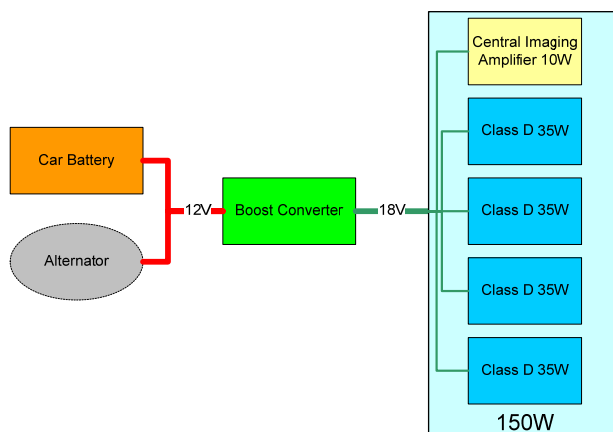 Central Imaging
Amplifier 10W
Class D 35W
Car Battery
Class D 35W
12V
Boost Converter
18V
Alternator
Class D 35W
Class D 35W
150W